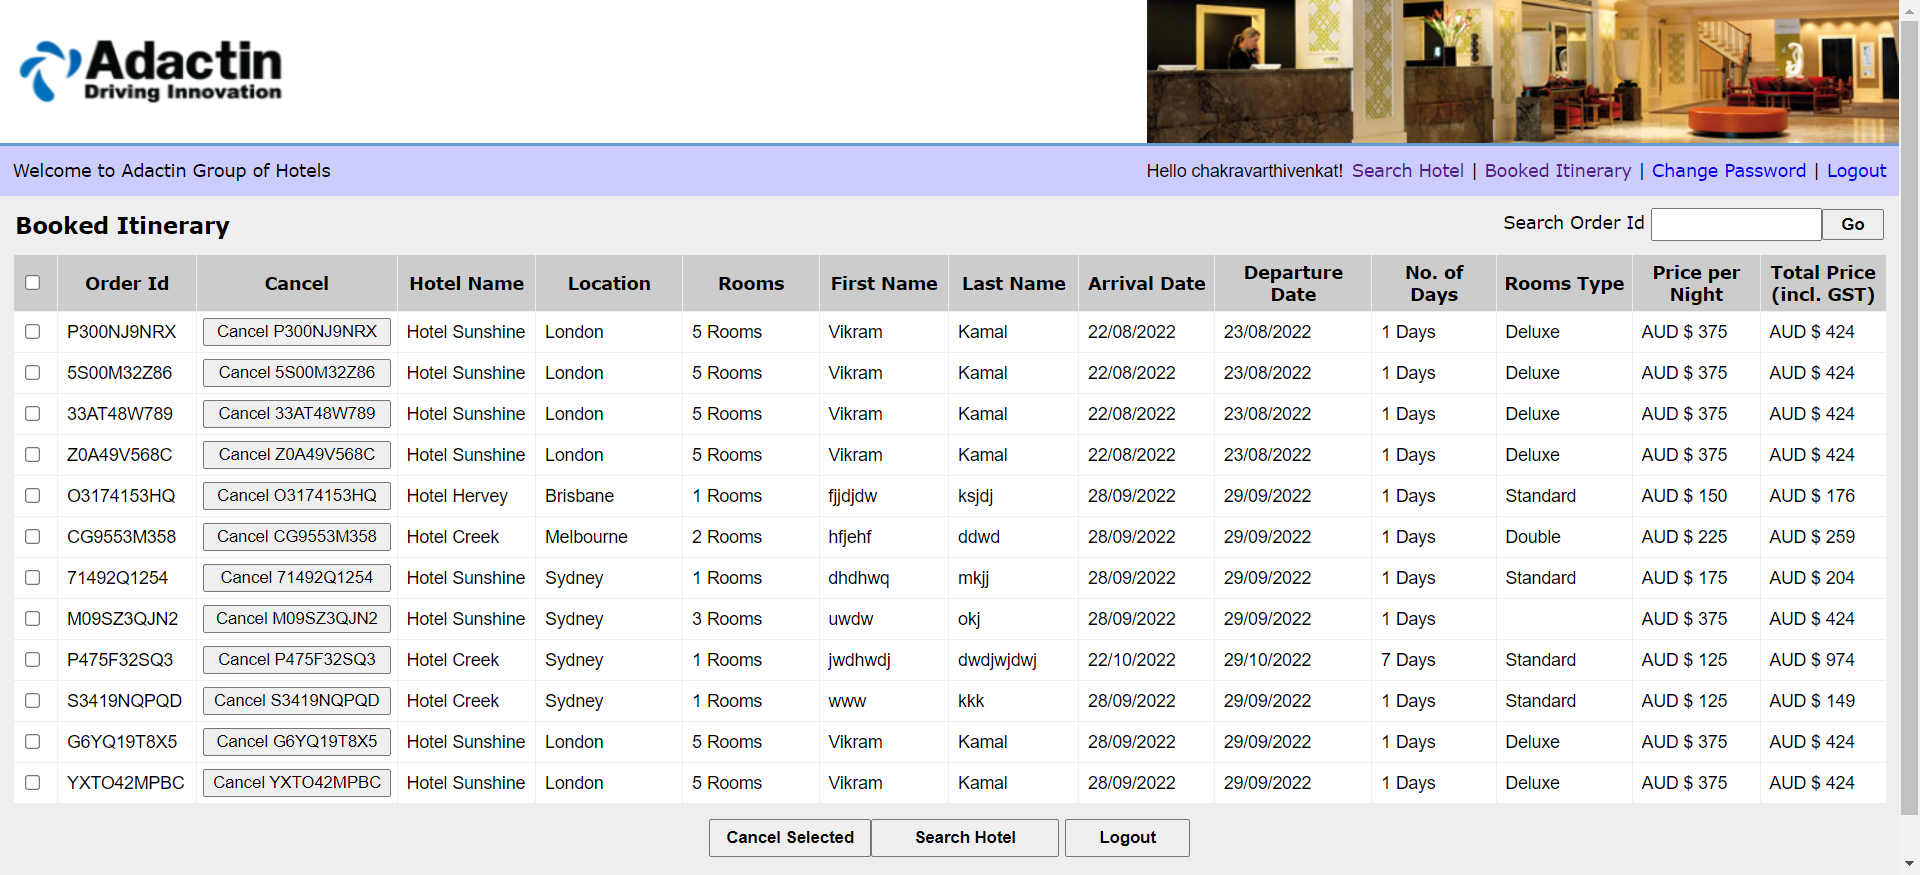 Adactin
Driving Innovation
Welcome to Adactin Group of Hotels
Hello chakravarthivenkat! Search Hotel | Booked Itinerary | Change Password | Logout
Booked Itinerary
Search Order Id Go
Order Id Cancel Hotel Name Location Rooms First Name Last Name Arrival Date Departure Date No. of Days Rooms Type Price per Night Total Price (incl. GST)
P300NJ9NRX Cancel P300NJ9NRX Hotel Sunshine London 5 Rooms Vikram Kamal 22/08/2022 23/08/2022 1 Days Deluxe AUD $ 375 AUD $ 424
5S00M32Z86 Cancel 5S00M32Z86 Hotel Sunshine London 5 Rooms Vikram Kamal 22/08/2022 23/08/2022 1 Days Deluxe AUD $ 375 AUD $ 424
33AT48W789 Cancel 33AT48W789 Hotel Sunshine London 5 Rooms Vikram Kamal 22/08/2022 23/08/2022 1 Days Deluxe AUD $ 375 AUD $ 424
Z0A49V568C Cancel Z0A49V568C Hotel Sunshine London 5 Rooms Vikram Kamal 22/08/2022 23/08/2022 1 Days Deluxe AUD $ 375 AUD $ 424
O3174153HQ Cancel O3174153HQ Hotel Hervey Brisbane 1 Rooms fjjdjdw ksjdj 28/09/2022 29/09/2022 1 Days Standard AUD $ 150 AUD $ 176
CG9553M358 Cancel CG9553M358 Hotel Creek Melbourne 2 Rooms hfjehf ddwd 28/09/2022 29/09/2022 1 Days Double AUD $ 225 AUD $ 259
71492Q1254 Cancel 71492Q1254 Hotel Sunshine Sydney 1 Rooms dhdhwq mkjj 28/09/2022 29/09/2022 1 Days Standard AUD $ 175 AUD $ 204
M09SZ3QJN2 Cancel M09SZ3QJN2 Hotel Sunshine Sydney 3 Rooms uwdw okj 28/09/2022 29/09/2022 1 Days AUD $ 375 AUD $ 424
P475F32SQ3 Cancel P475F32SQ3 Hotel Creek Sydney 1 Rooms jwdhwdj dwdjwjdwj 22/10/2022 29/10/2022 7 Days Standard AUD $ 125 AUD $ 974
S3419NQPQD Cancel S3419NQPQD Hotel Creek Sydney 1 Rooms www kkk 28/09/2022 29/09/2022 1 Days Standard AUD $ 125 AUD $ 149
G6YQ19T8X5 Cancel G6YQ19T8X5 Hotel Sunshine London 5 Rooms Vikram Kamal 28/09/2022 29/09/2022 1 Days Deluxe AUD $ 375 AUD $ 424
YXTO42MPBC Cancel YXTO42MPBC Hotel Sunshine London 5 Rooms Vikram Kamal 28/09/2022 29/09/2022 1 Days Deluxe AUD $ 375 AUD $ 424
Cancel Selected Search Hotel Logout